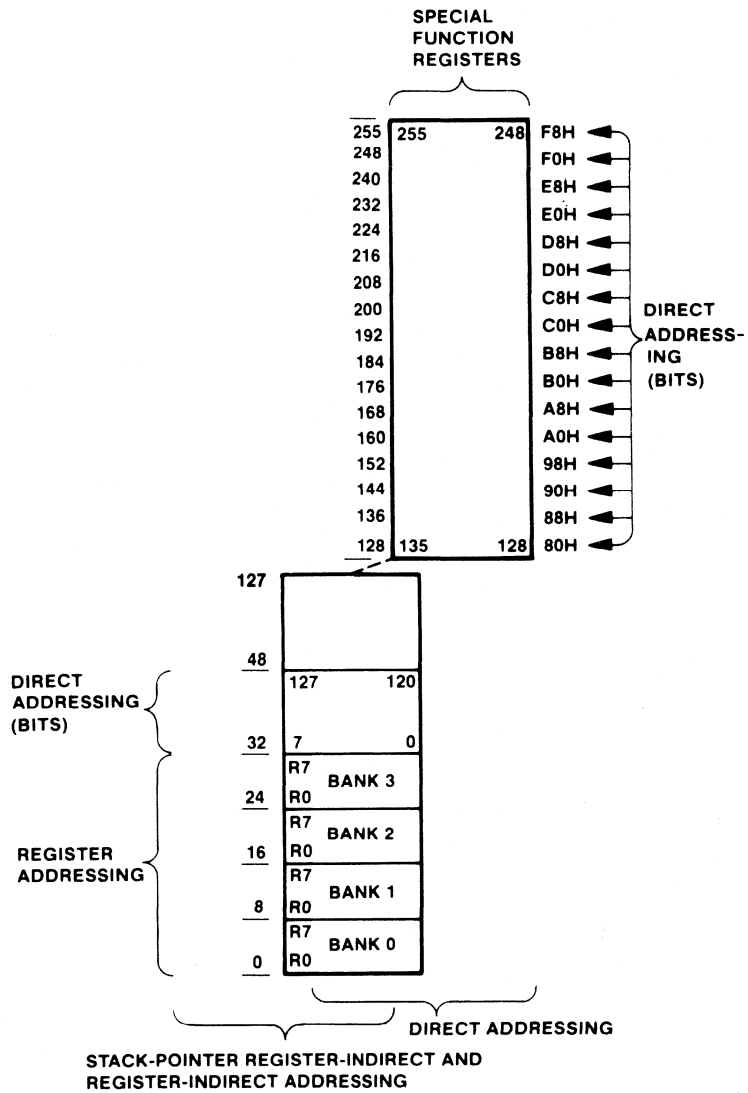 SPECIAL
FUNCTION
REGISTERS
255 255 248 F8H
248 F0H
240 E8H
232 E0H
224 D8H
216 D0H
208 C8H
200 C0H
192 B8H
184 B0H
176 A8H
168 A0H
160 98H
152 90H
144 88H
136 80H
128 135 128
DIRECT
ADDRESS-
ING
(BITS)
127
48
127 120
DIRECT
ADDRESSING
(BITS)
32 7 0
R7
BANK 3
24 R0
R7
BANK 2
16 R0
REGISTER
ADDRESSING
R7
BANK 1
8 R0
R7
BANK 0
0 R0
DIRECT ADDRESSING
STACK-POINTER REGISTER-INDIRECT AND
REGISTER-INDIRECT ADDRESSING